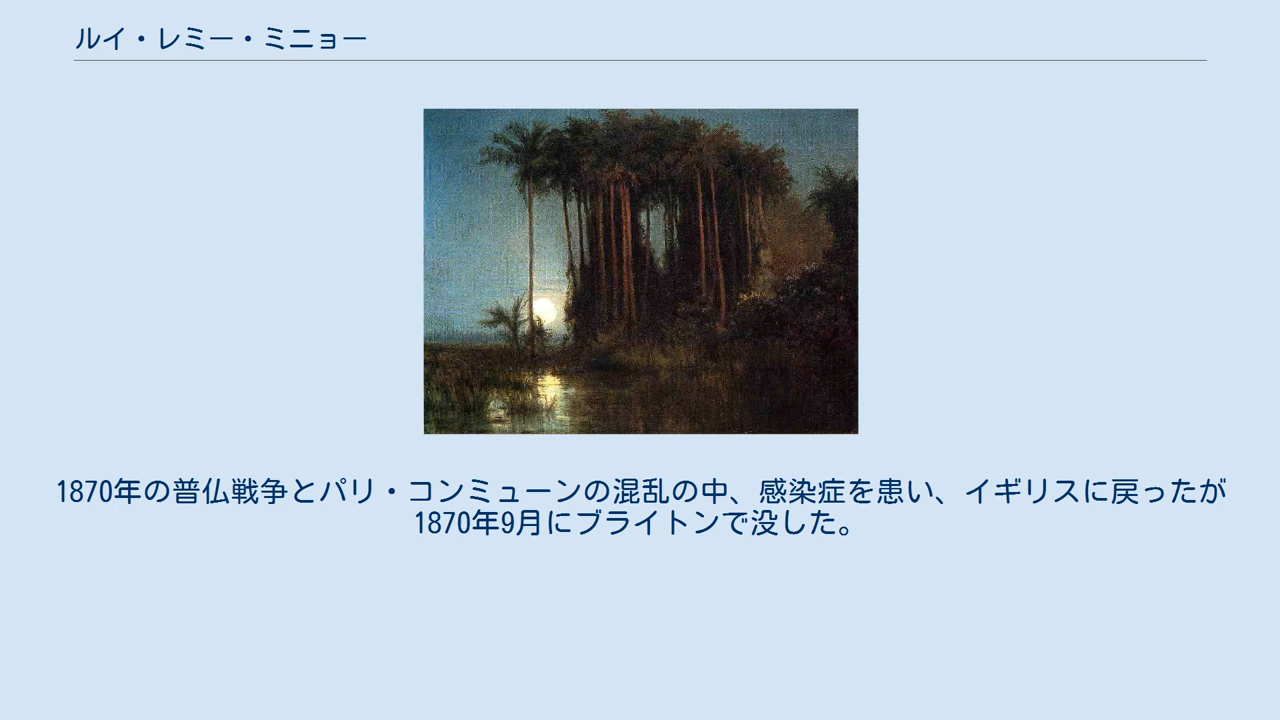 ルイ・レミー・ミニョー
1870年の普仏戦争とパリ・コンミューンの混乱の中、感染症を患い、イギリスに戻ったが
1870年9月にブライトンで没した。